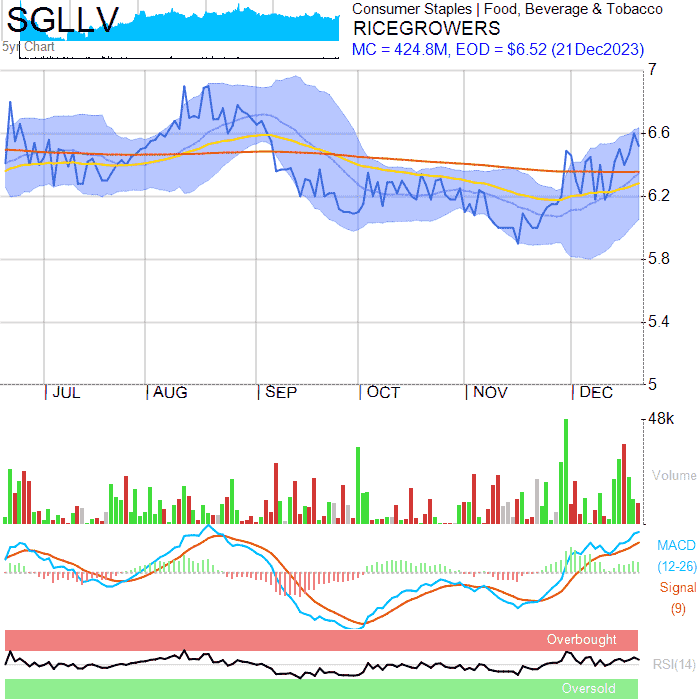 SGLLV
5yr Chart
Consumer Staples | Food, Beverage & Tobacco
RICEGROWERS
MC = 424.8M, EOD = $6.52 (21Dec2023)
7
6.6
6.2
5.8
5.4
5
JUL AUG SEP OCT NOV DEC
48k
Volume
MACD
(12-26)
Signal
(9)
Overbought
RSI(14)
Oversold